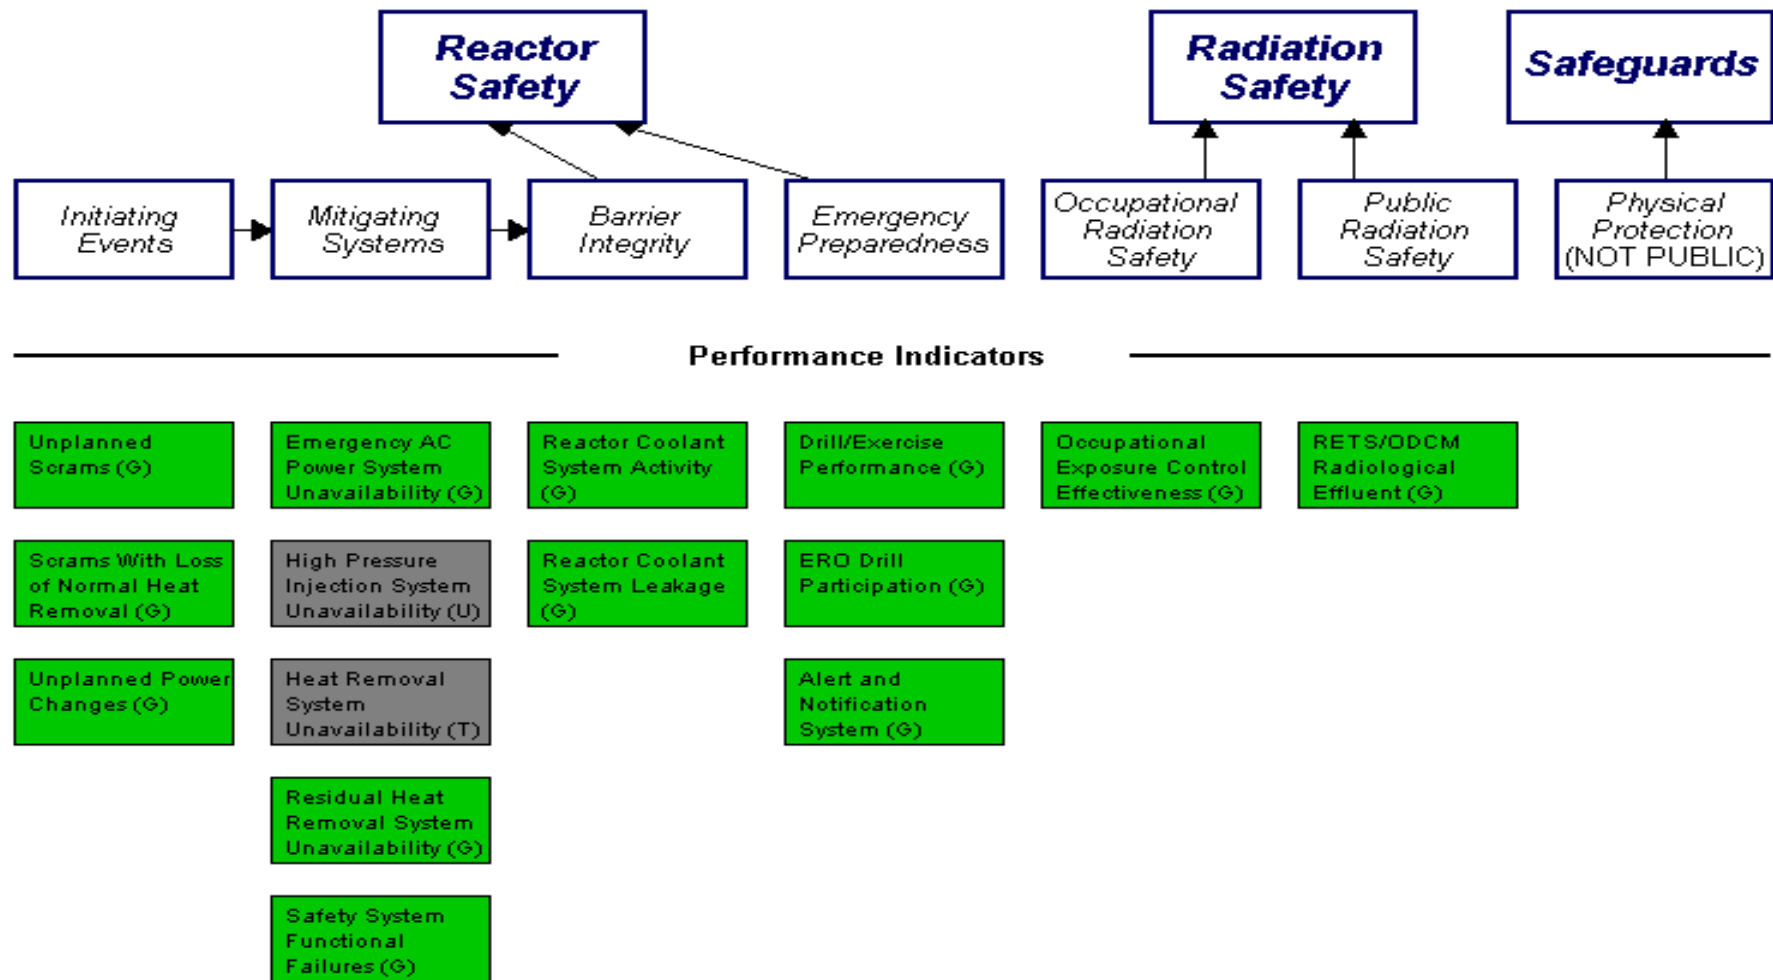 Reactor
Safety
Radiation
Safety
Safeguards
Initiating
Events
Mitigating
Systems
Barrier
Integrity
Emergency
Preparedness
Occupational
Radiation
Safety
Public
Radiation
Safety
Physical
Protection
(NOT PUBLIC)
Performance Indicators
Unplanned
Scrams (G)
Emergency AC
Power System
Unavailability (G)
Reactor Coolant
System Activity
(G)
Drill/Exercise
Performance (G)
Occupational
Exposure Control
Effectiveness (G)
RETS/ODCM
Radiological
Effluent (G)
Scrams With Loss
of Normal Heat
Removal (G)
High Pressure
Injection System
Unavailability (U)
Reactor Coolant
System Leakage
(G)
ERO Drill
Participation (G)
Unplanned Power
Changes (G)
Heat Removal
System
Unavailability (T)
Alert and
Notification
System (G)
Residual Heat
Removal System
Unavailability (G)
Safety System
Functional
Failures (G)